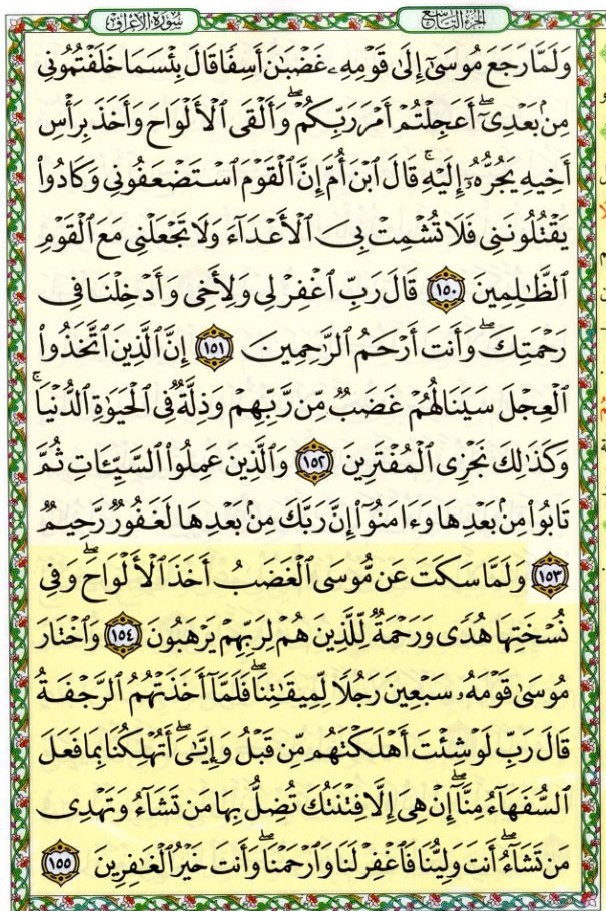 سورة الأعراف الجزء التاسع
وَلَمَّا رَجَعَ مُوسَىٰٓ إِلَىٰ قَوْمِهِۦ غَضْبَٰنَ أَسِفًا قَالَ بِئْسَمَا خَلَفْتُمُونِى
مِنۢ بَعْدِىٓ ۖ أَعَجِلْتُمْ أَمْرَ رَبِّكُمْ ۖ وَأَلْقَى ٱلْأَلْوَاحَ وَأَخَذَ بِرَأْسِ
أَخِيهِ يَجُرُّهُۥٓ إِلَيْهِ ۚ قَالَ ٱبْنَ أُمَّ إِنَّ ٱلْقَوْمَ ٱسْتَضْعَفُونِى وَكَادُوا۟
يَقْتُلُونَنِى فَلَا تُشْمِتْ بِىَ ٱلْأَعْدَآءَ وَلَا تَجْعَلْنِى مَعَ ٱلْقَوْمِ
ٱلظَّٰلِمِينَ ١٥٠ قَالَ رَبِّ ٱغْفِرْ لِى وَلِأَخِى وَأَدْخِلْنَا فِى
رَحْمَتِكَ ۖ وَأَنتَ أَرْحَمُ ٱلرَّٰحِمِينَ ١٥١ إِنَّ ٱلَّذِينَ ٱتَّخَذُوا۟
ٱلْعِجْلَ سَيَنَالُهُمْ غَضَبٌ مِّن رَّبِّهِمْ وَذِلَّةٌ فِى ٱلْحَيَوٰةِ ٱلدُّنْيَا ۚ
وَكَذَٰلِكَ نَجْزِى ٱلْمُفْتَرِينَ ١٥٢ وَٱلَّذِينَ عَمِلُوا۟ ٱلسَّيِّـَٔاتِ ثُمَّ
تَابُوا۟ مِنۢ بَعْدِهَا وَءَامَنُوٓا۟ إِنَّ رَبَّكَ مِنۢ بَعْدِهَا لَغَفُورٌ رَّحِيمٌ
١٥٣ وَلَمَّا سَكَتَ عَن مُّوسَى ٱلْغَضَبُ أَخَذَ ٱلْأَلْوَاحَ ۖ وَفِى
نُسْخَتِهَا هُدًى وَرَحْمَةٌ لِّلَّذِينَ هُمْ لِرَبِّهِمْ يَرْهَبُونَ ١٥٤ وَٱخْتَارَ
مُوسَىٰ قَوْمَهُۥ سَبْعِينَ رَجُلًا لِّمِيقَٰتِنَا ۖ فَلَمَّآ أَخَذَتْهُمُ ٱلرَّجْفَةُ
قَالَ رَبِّ لَوْ شِئْتَ أَهْلَكْتَهُم مِّن قَبْلُ وَإِيَّٰىَ ۖ أَتُهْلِكُنَا بِمَا فَعَلَ
ٱلسُّفَهَآءُ مِنَّآ ۖ إِنْ هِىَ إِلَّا فِتْنَتُكَ تُضِلُّ بِهَا مَن تَشَآءُ وَتَهْدِى
مَن تَشَآءُ ۖ أَنتَ وَلِيُّنَا فَٱغْفِرْ لَنَا وَٱرْحَمْنَا ۖ وَأَنتَ خَيْرُ ٱلْغَٰفِرِينَ ١٥٥